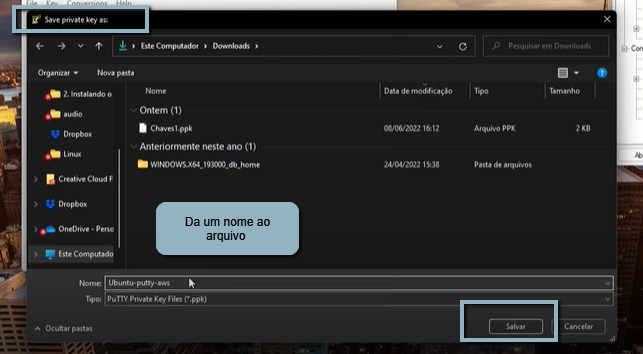 File Key Conversions Help
Save private key as:
Este Computador > Downloads >
Pesquisar em Downloads
Organizar
Nova pasta
Nome Data de modificação Tipo Tamanho
2. Instalando o
audio
Dropbox
Linux
Creative Cloud F
Dropbox
OneDrive - Perso
Este Computado
Ontem (1)
Chaves1.ppk 08/06/2022 16:12 Arquivo PPK 2 KB
Anteriormente neste ano (1)
WINDOWS.X64_193000_db_home 24/04/2022 15:38 Pasta de arquivos
Da um nome ao
arquivo
Nome: Ubuntu-putty-aws
Tipo: PuTTY Private Key Files (*.ppk)
Ocultar pastas
Salvar
Cancelar
Con
Ab